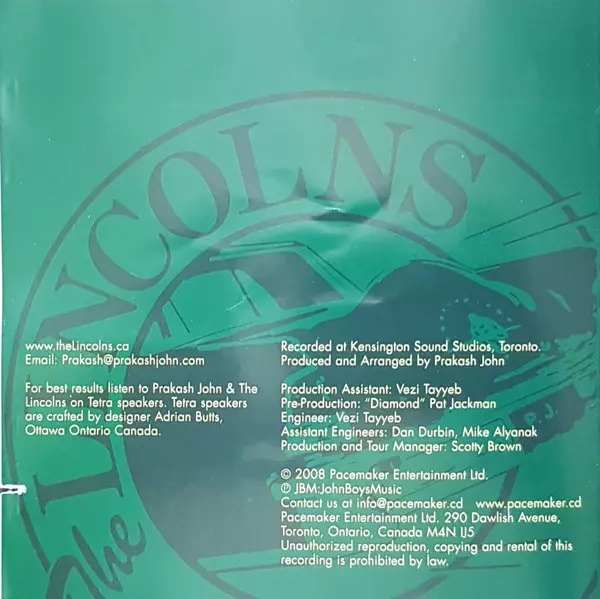 The LINCOLNS
P.J.
www.theLincolns.ca
Email: Prakash@prakashjohn.com
For best results listen to Prakash John & The
Lincolns on Tetra speakers. Tetra speakers
are crafted by designer Adrian Butts,
Ottawa Ontario Canada.
Recorded at Kensington Sound Studios, Toronto.
Produced and Arranged by Prakash John
Production Assistant: Vezi Tayyeb
Pre-Production: "Diamond" Pat Jackman
Engineer: Vezi Tayyeb
Assistant Engineers: Dan Durbin, Mike Alyanak
Production and Tour Manager: Scotty Brown
© 2008 Pacemaker Entertainment Ltd.
℗ JBM:JohnBoysMusic
Contact us at info@pacemaker.cd www.pacemaker.cd
Pacemaker Entertainment Ltd. 290 Dawlish Avenue,
Toronto, Ontario, Canada M4N 1J5
Unauthorized reproduction, copying and rental of this
recording is prohibited by law.